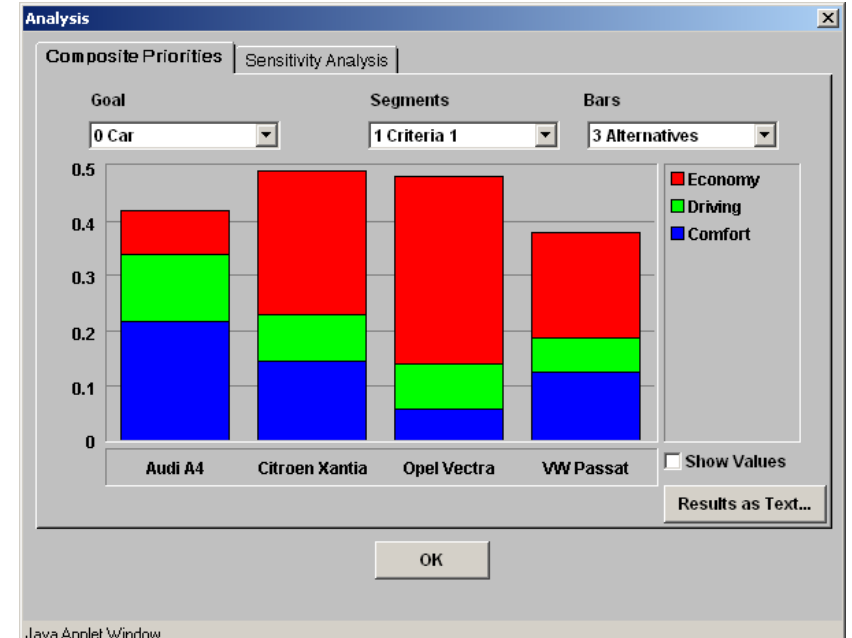 Analysis
Composite Priorities Sensitivity Analysis
Goal Segments Bars
0 Car 1 Criteria 1 3 Alternatives
0.5
Economy
Driving
0.4
Comfort
0.3
0.2
0.1
0
Audi A4 Citroen Xantia Opel Vectra VW Passat
Show Values
Results as Text...
OK
Java Applet Window